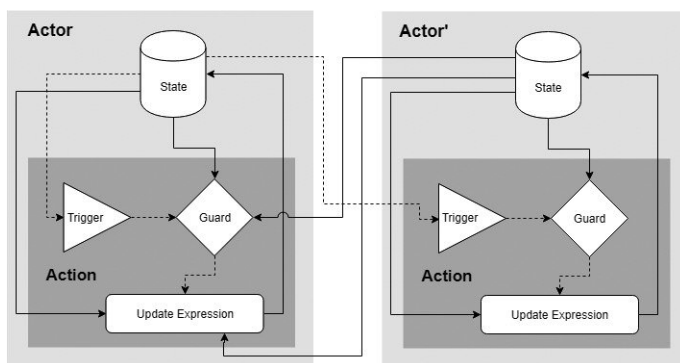 Actor
State
Trigger
Guard
Action
Update Expression
Actor'
State
Trigger
Guard
Action
Update Expression